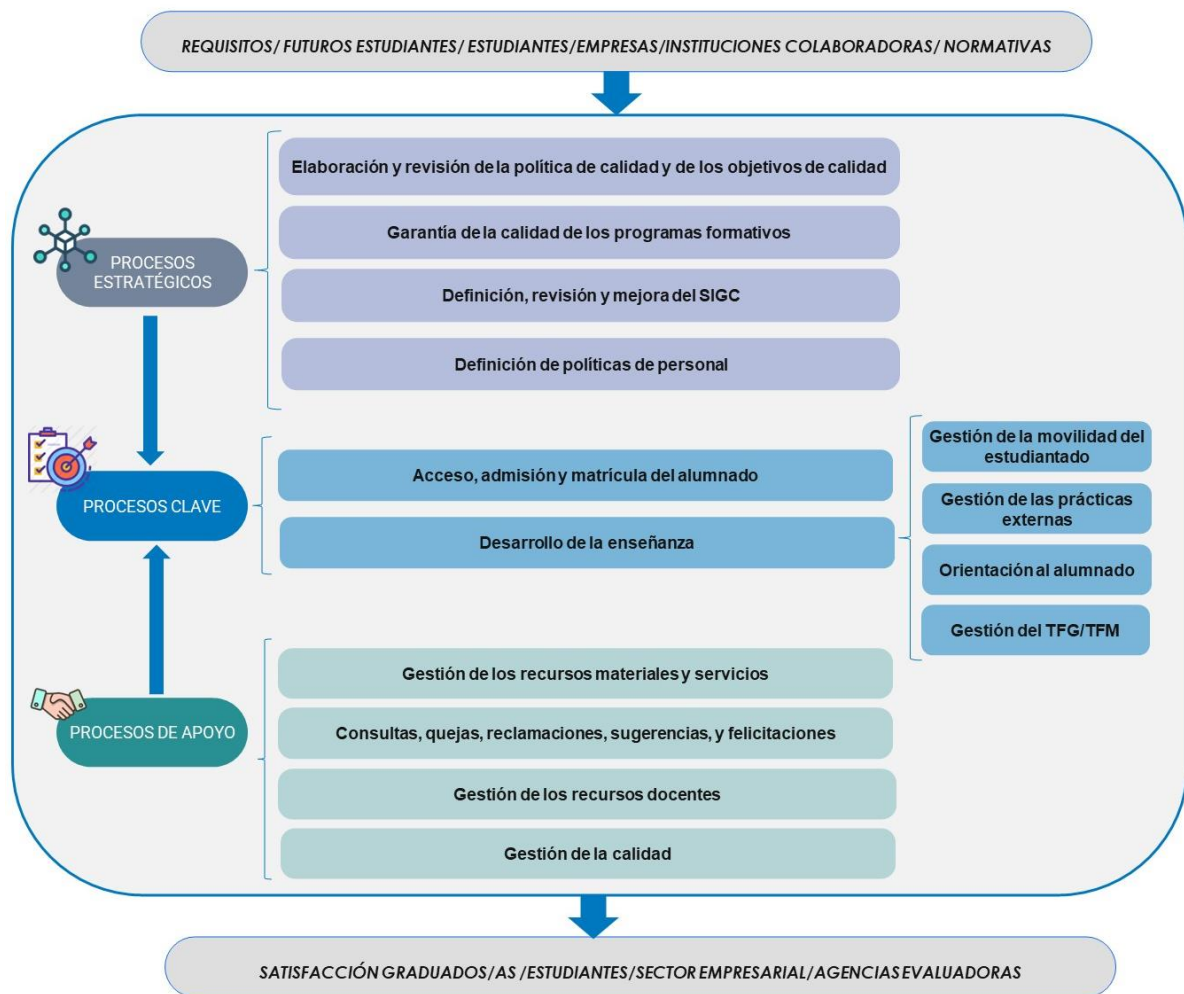 REQUISITOS/ FUTUROS ESTUDIANTES/ ESTUDIANTES/EMPRESAS/INSTITUCIONES COLABORADORAS/ NORMATIVAS
PROCESOS
ESTRATÉGICOS
Elaboración y revisión de la política de calidad y de los objetivos de calidad
Garantía de la calidad de los programas formativos
Definición, revisión y mejora del SIGC
Definición de políticas de personal
PROCESOS CLAVE
Acceso, admisión y matrícula del alumnado
Desarrollo de la enseñanza
Gestión de la movilidad del
estudiantado
Gestión de las prácticas
externas
Orientación al alumnado
Gestión del TFG/TFM
PROCESOS DE APOYO
Gestión de los recursos materiales y servicios
Consultas, quejas, reclamaciones, sugerencias, y felicitaciones
Gestión de los recursos docentes
Gestión de la calidad
SATISFACCIÓN GRADUADOS/AS /ESTUDIANTES/SECTOR EMPRESARIAL/AGENCIAS EVALUADORAS